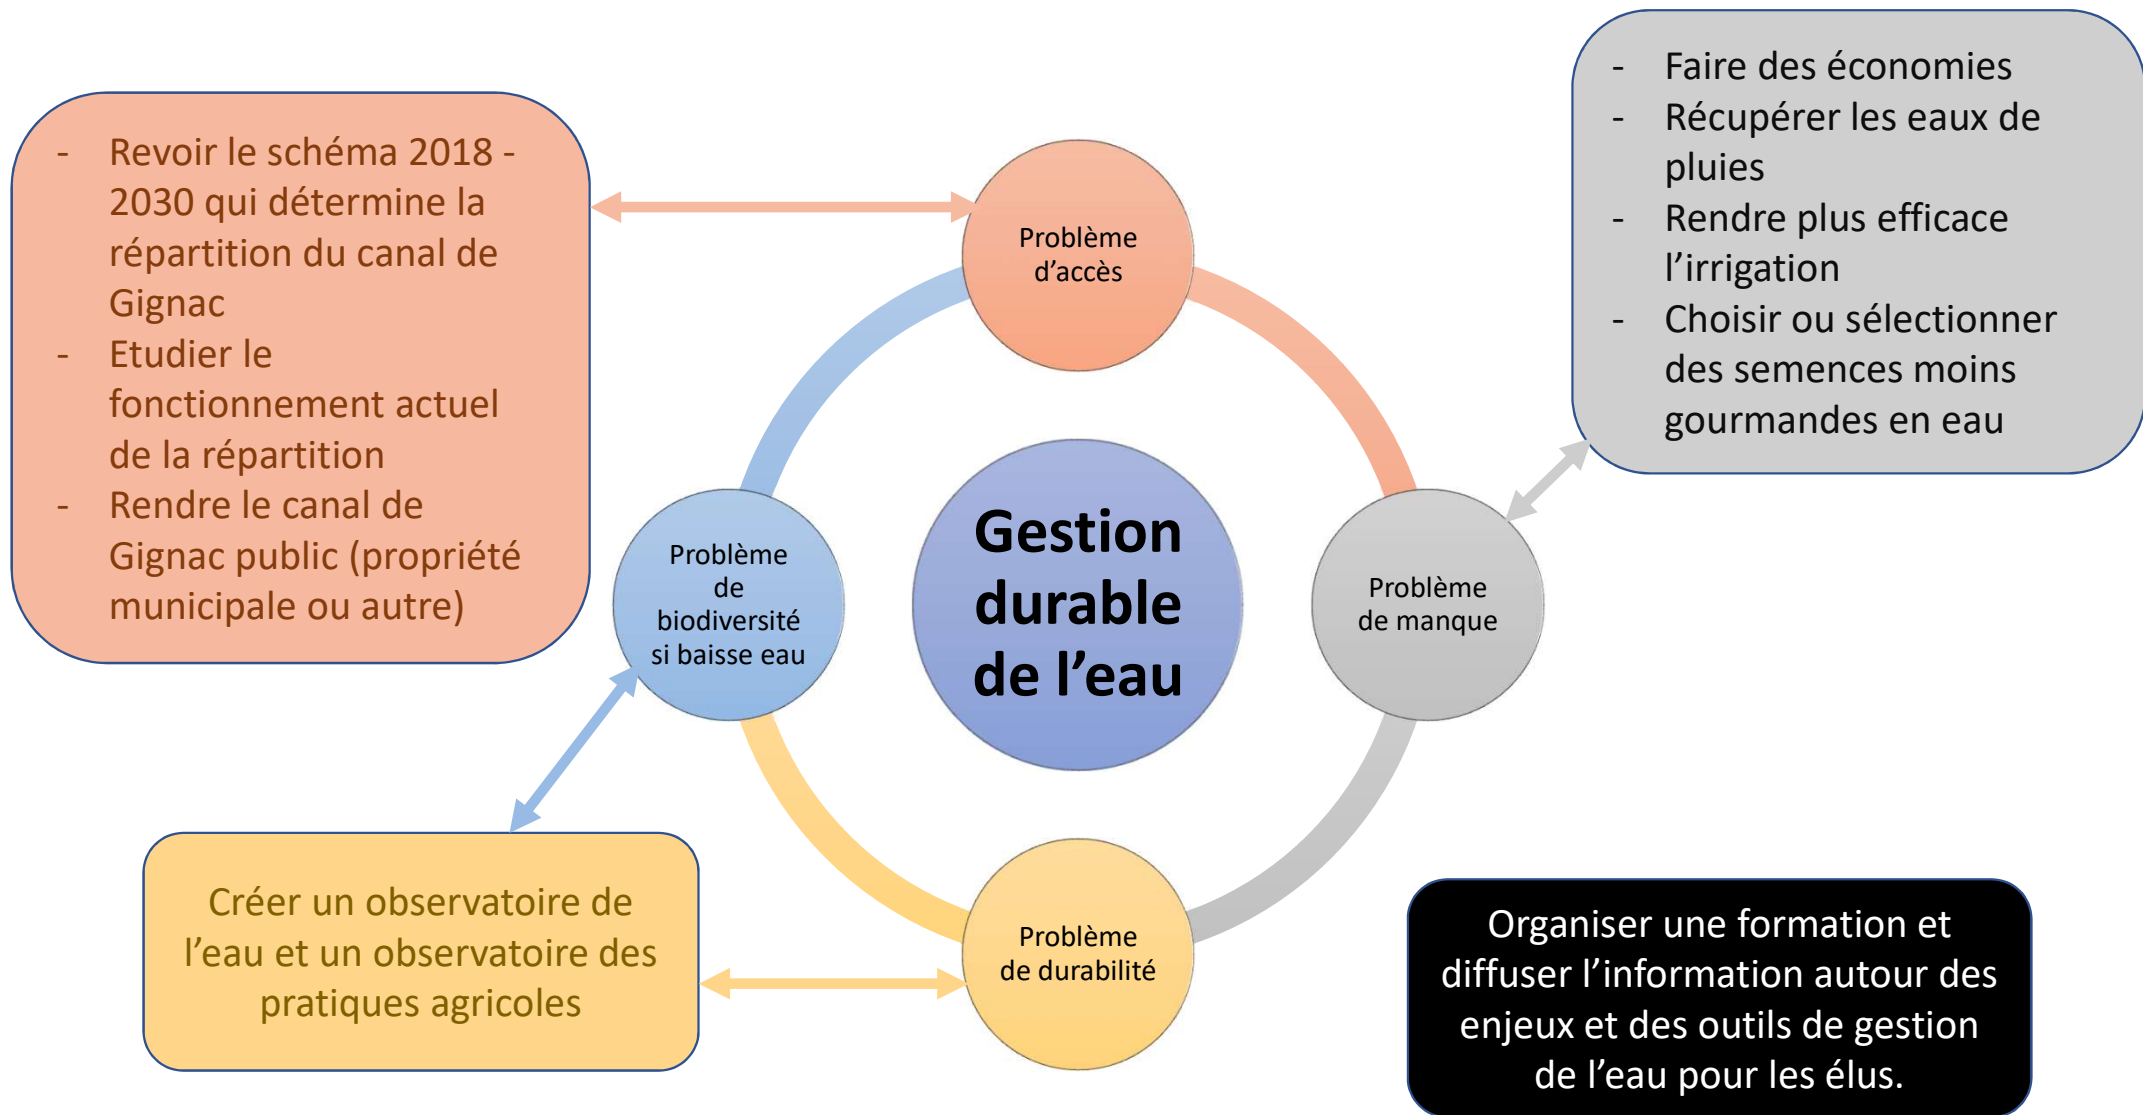 - Revoir le schéma 2018 -
2030 qui détermine la
répartition du canal de
Gignac
- Etudier le
fonctionnement actuel
de la répartition
- Rendre le canal de
Gignac public (propriété
municipale ou autre)
Problème
d’accès
- Faire des économies
- Récupérer les eaux de
pluies
- Rendre plus efficace
l’irrigation
- Choisir ou sélectionner
des semences moins
gourmandes en eau
Problème
de
biodiversité
si baisse eau
Gestion
durable
de l’eau
Problème
de manque
Créer un observatoire de
l’eau et un observatoire des
pratiques agricoles
Problème
de durabilité
Organiser une formation et
diffuser l’information autour des
enjeux et des outils de gestion
de l’eau pour les élus.